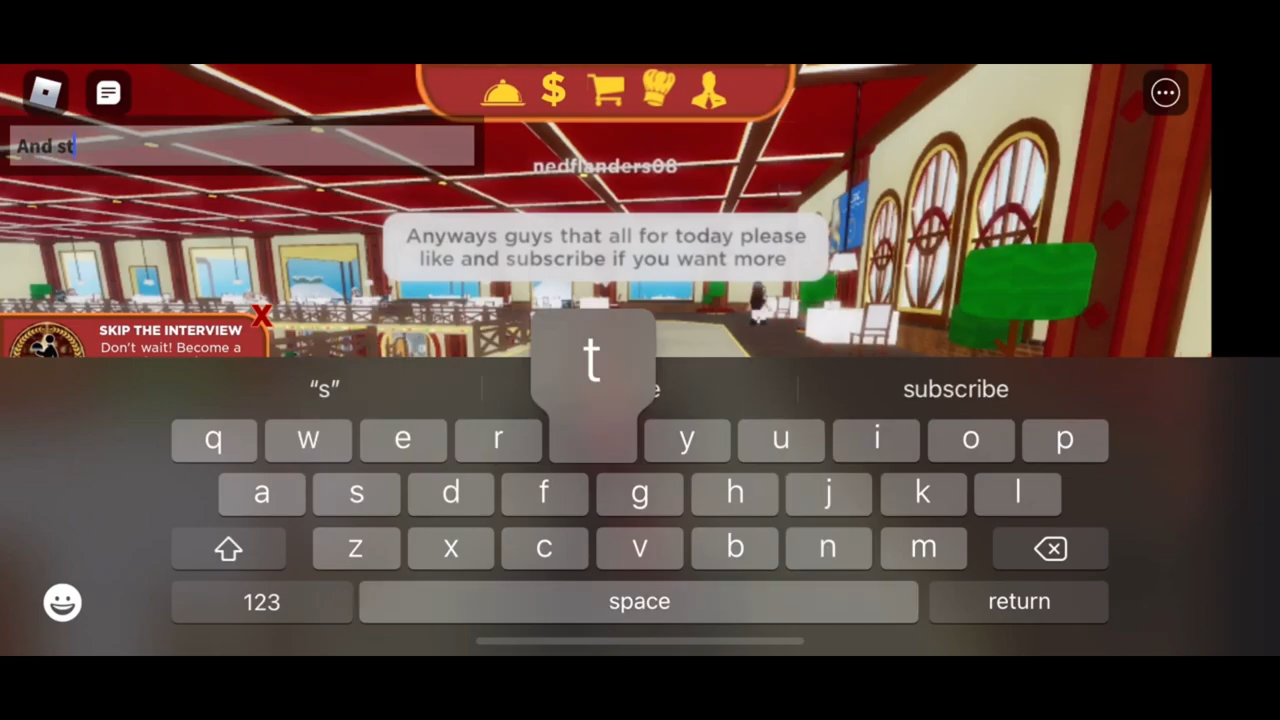 And st
nedflanders08
Anyways guys that all for today please
like and subscribe if you want more
SKIP THE INTERVIEW
Don't wait! Become a
“s”
subscribe
t
q w e r y u i o p
a s d f g h j k l
z x c v b n m
123 space return